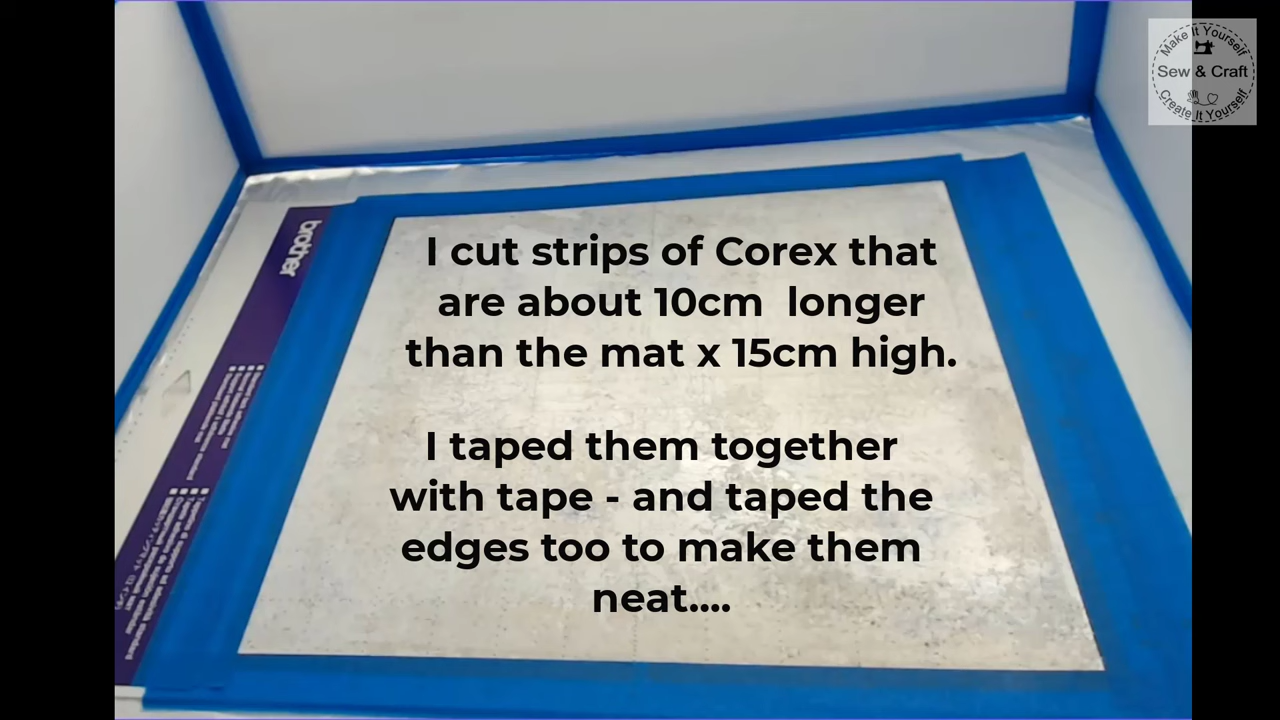 Make It Yourself
Sew & Craft
Create It Yourself
brother
I cut strips of Corex that
are about 10cm longer
than the mat x 15cm high.
I taped them together
with tape - and taped the
edges too to make them
neat....